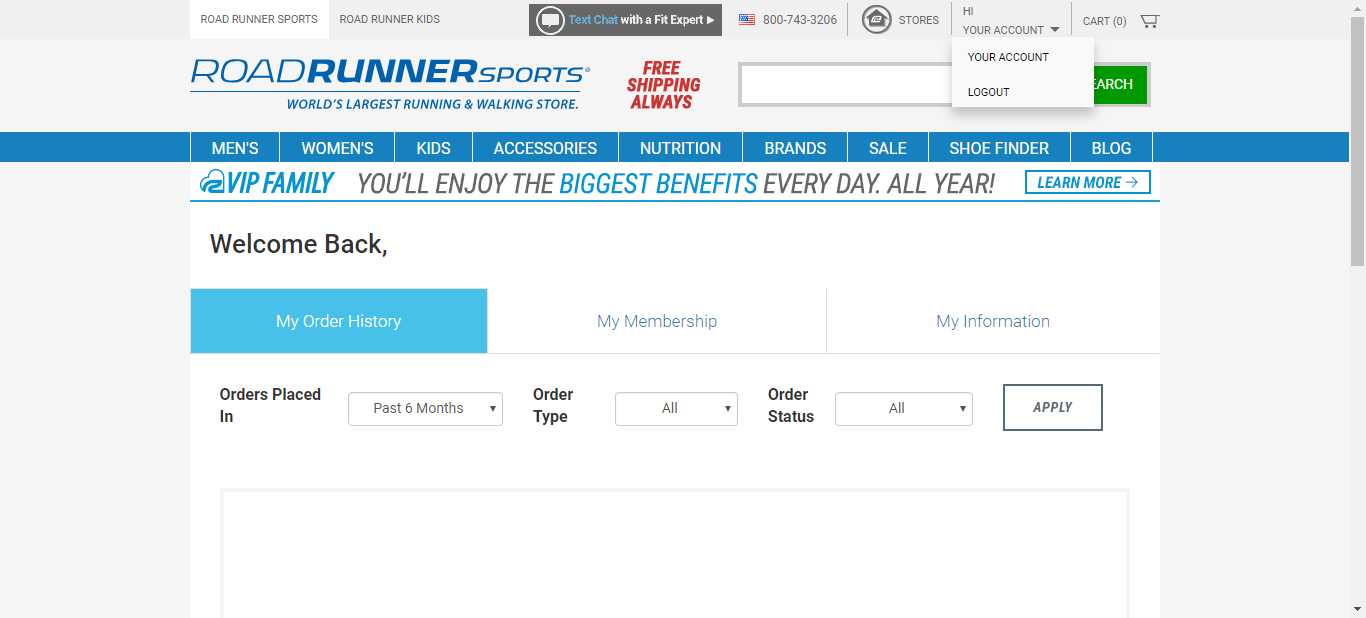 ROAD RUNNER SPORTS
ROAD RUNNER KIDS
Text Chat with a Fit Expert
800-743-3206
STORES
HI
YOUR ACCOUNT
CART (0)
YOUR ACCOUNT
LOGOUT
ROADRUNNERSPORTS®
WORLD'S LARGEST RUNNING & WALKING STORE.
FREE
SHIPPING
ALWAYS
EARCH
MEN'S
WOMEN'S
KIDS
ACCESSORIES
NUTRITION
BRANDS
SALE
SHOE FINDER
BLOG
VIP FAMILY
YOU'LL ENJOY THE BIGGEST BENEFITS EVERY DAY. ALL YEAR!
LEARN MORE
Welcome Back,
My Order History
My Membership
My Information
Orders Placed
In
Past 6 Months
Order
Type
All
Order
Status
All
APPLY